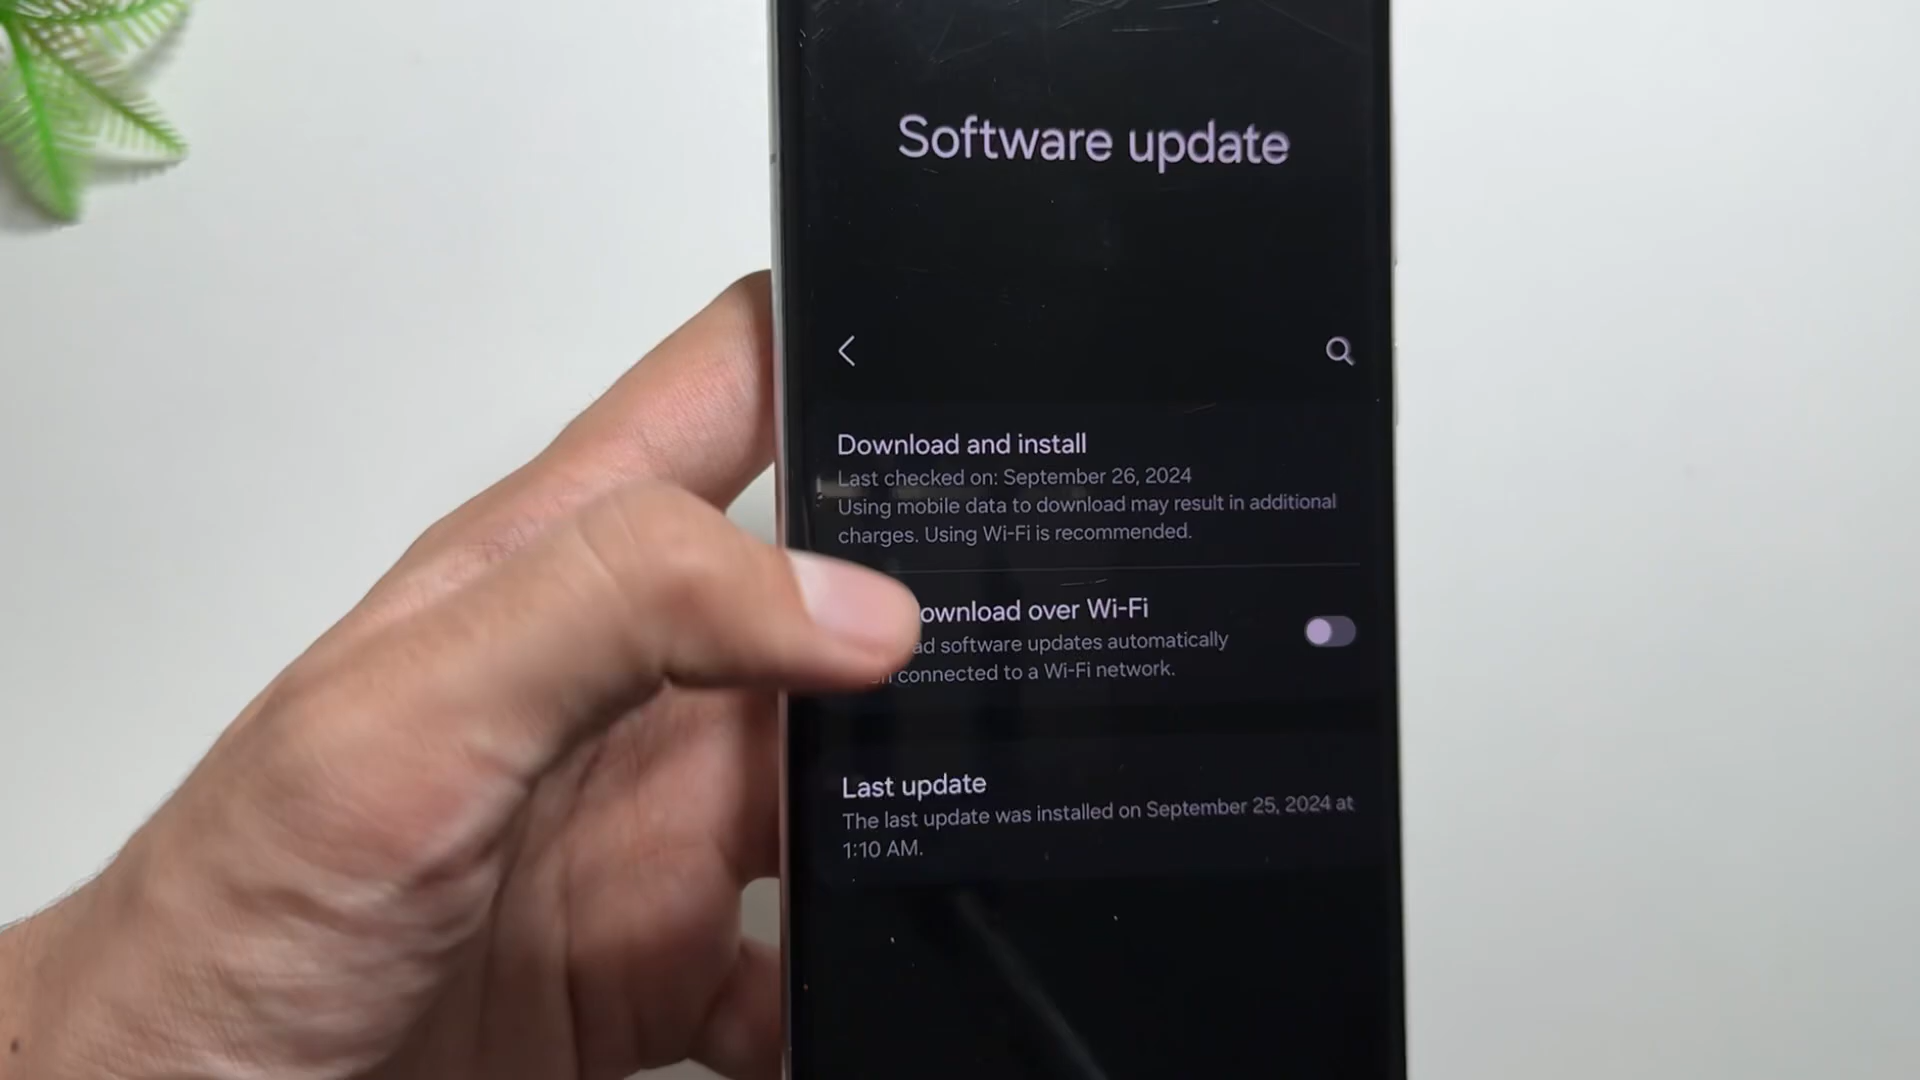 Software update
Download and install
Last checked on: September 26, 2024
Using mobile data to download may result in additional
charges. Using Wi-Fi is recommended.
ownload over Wi-Fi
ad software updates automatically
n connected to a Wi-Fi network.
Last update
The last update was installed on September 25, 2024 at
1:10 AM.